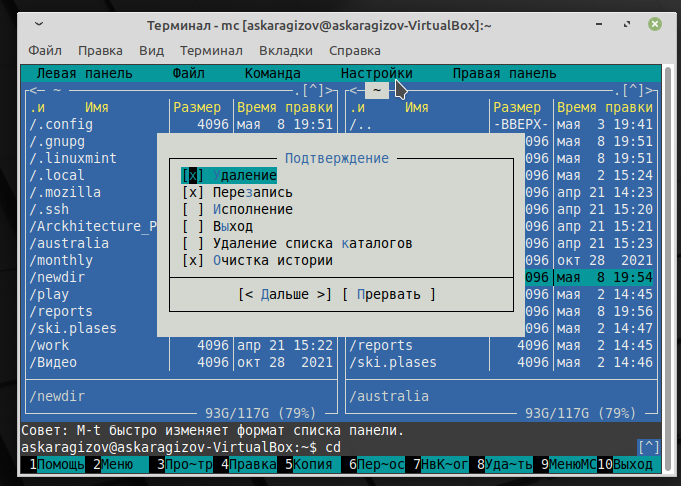 Терминал - mc [askaragizov@askaragizov-VirtualBox]:~
Файл Правка Вид Терминал Вкладки Справка
Левая панель Файл Команда Настройки Правая панель
<— ~ .[^]> <— ~ .[^]>
.и Имя Размер Время правки .и Имя Размер Время правки
/.config 4096 мая 8 19:51 /.. -ВВЕРХ- мая 3 19:41
/.gnupg 096 мая 8 19:51
/.linuxmint Подтверждение 096 мая 8 19:51
/.local [x] Удаление 096 мая 2 15:24
/.mozilla [x] Перезапись 096 апр 21 14:23
/.ssh [ ] Исполнение 096 апр 21 15:20
/Arckhitecture_P [ ] Выход 096 апр 21 15:21
/australia [ ] Удаление списка каталогов 096 апр 21 15:23
/monthly [x] Очистка истории 096 окт 28 2021
/newdir 096 мая 8 19:54
/play [< Дальше >] [ Прервать ] 096 мая 2 14:45
/reports 096 мая 8 19:56
/ski.plases 096 мая 2 14:47
/work 4096 апр 21 15:22 /reports 4096 мая 2 14:45
/Видео 4096 окт 28 2021 /ski.plases 4096 мая 2 14:46
/newdir /australia
93G/117G (79%) 93G/117G (79%)
Совет: M-t быстро изменяет формат списка панели.
askaragizov@askaragizov-VirtualBox:~$ cd [^]
1Помощь 2Меню 3Про~тр 4Правка 5Копия 6Пер~ос 7НвК~ог 8Уда~ть 9МенюMC 10Выход